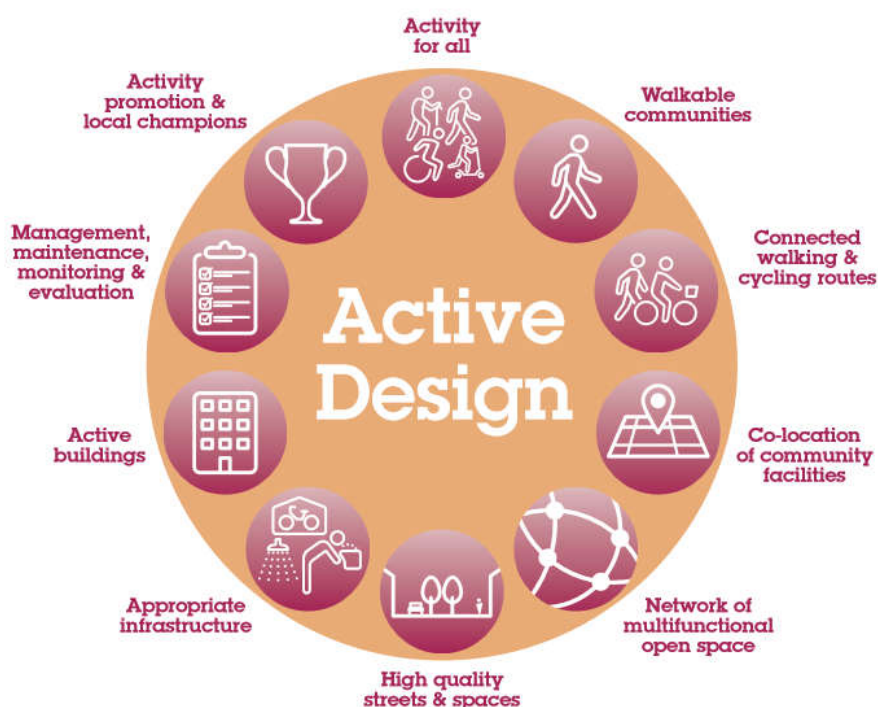 Activity
for all
Walkable
communities
Connected
walking &
cycling routes
Co-location
of community
facilities
Network of
multifunctional
open space
High quality
streets & spaces
Appropriate
infrastructure
Active
buildings
Management,
maintenance,
monitoring &
evaluation
Activity
promotion &
local champions
Active
Design